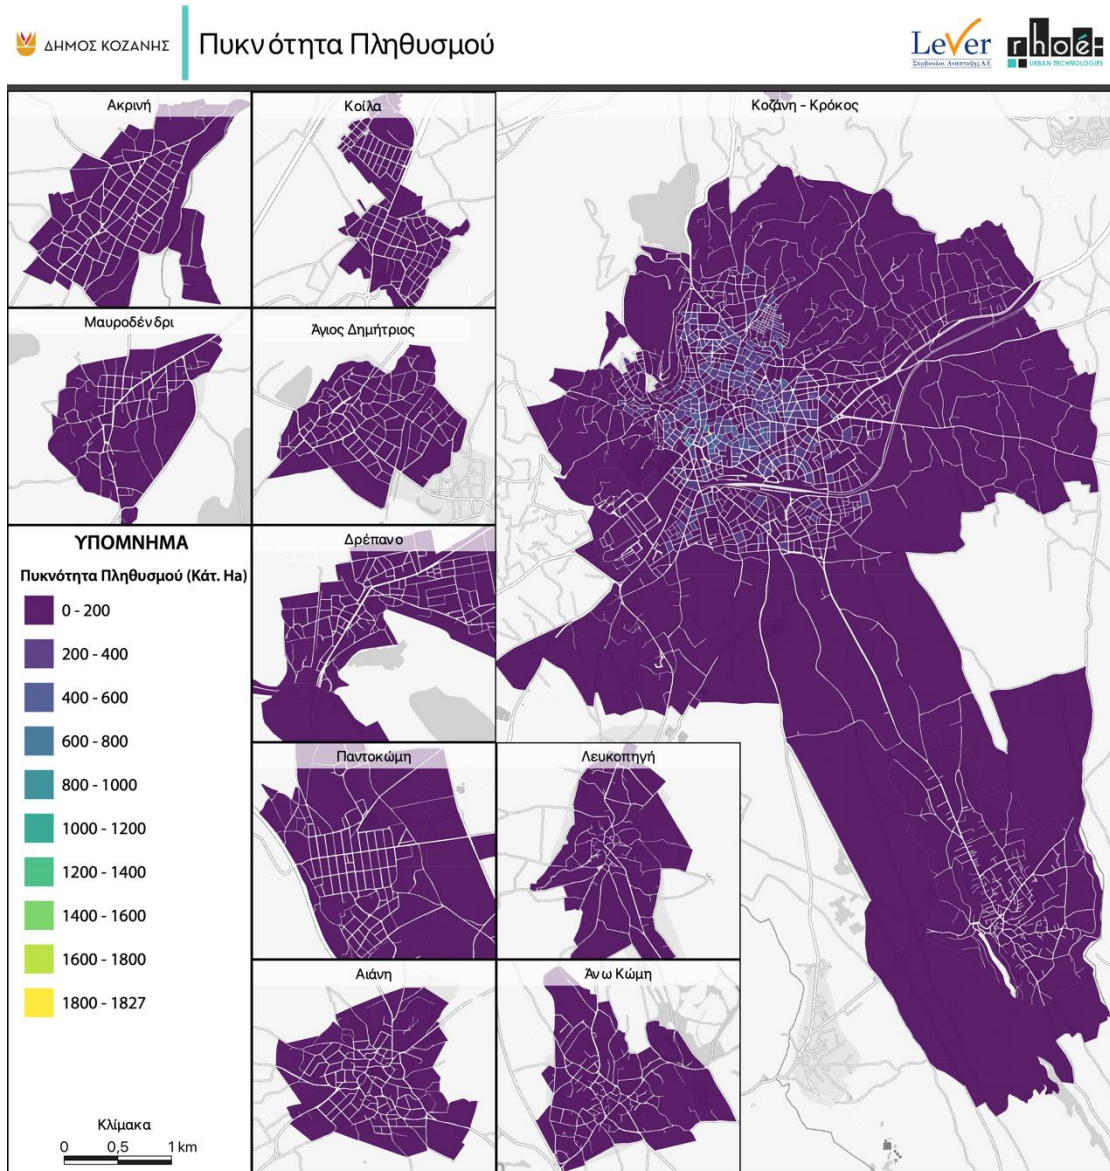 ΔΗΜΟΣ ΚΟΖΑΝΗΣ
Πυκνότητα Πληθυσμού
LeVer
Σύμβουλοι Ανάπτυξης Α.Ε.
rhoé:
URBAN TECHNOLOGIES
Ακρινή
Κοίλα
Κοζάνη - Κρόκος
Μαυροδένδρι
Άγιος Δημήτριος
ΥΠΟΜΝΗΜΑ
Πυκνότητα Πληθυσμού (Κάτ. Ha)
0 - 200
200 - 400
400 - 600
600 - 800
800 - 1000
1000 - 1200
1200 - 1400
1400 - 1600
1600 - 1800
1800 - 1827
Δρέπανο
Παντοκώμη
Λευκοπηγή
Αιάνη
Άνω Κώμη
Κλίμακα
0 0,5 1 km